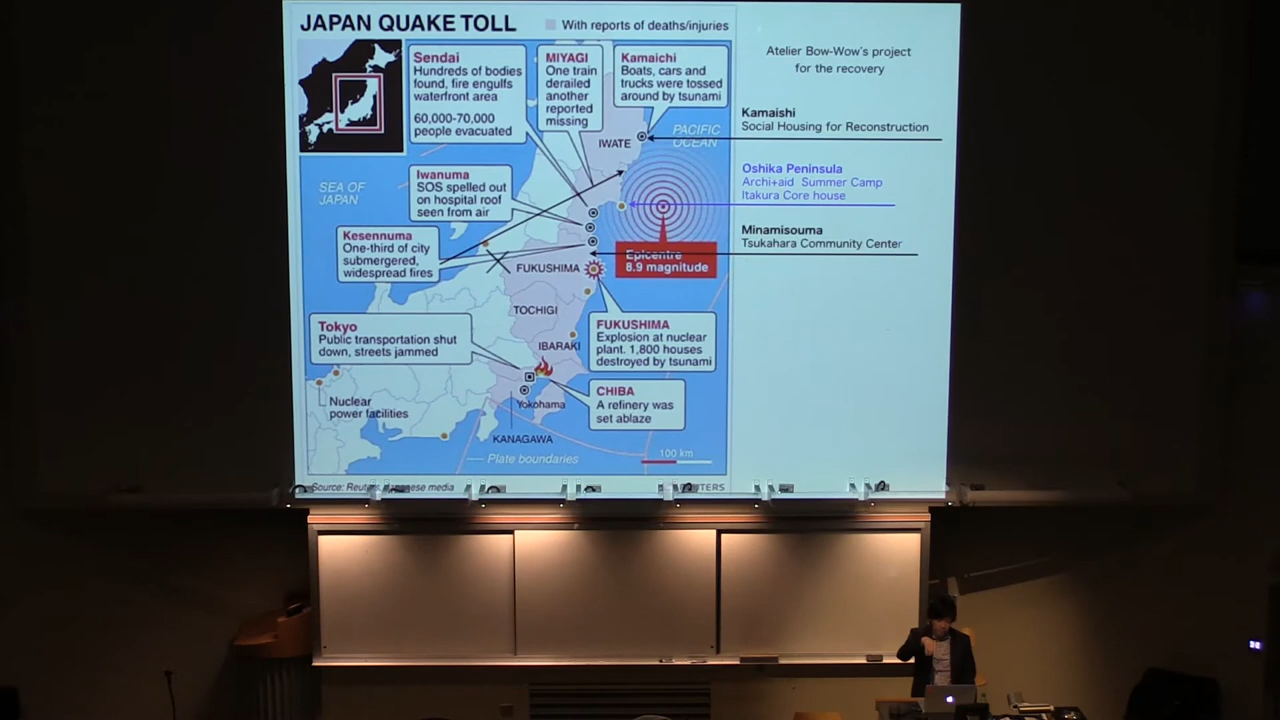 JAPAN QUAKE TOLL
With reports of deaths/injuries
Sendai
Hundreds of bodies
found, fire engulfs
waterfront area
60,000-70,000
people evacuated
MIYAGI
One train
derailed
another
reported
missing
Kamaichi
Boats, cars and
trucks were tossed
around by tsunami
IWATE
PACIFIC
OCEAN
SEA OF
JAPAN
Iwanuma
SOS spelled out
on hospital roof
seen from air
Kesennuma
One-third of city
submergered,
widespread fires
Epicentre
8.9 magnitude
FUKUSHIMA
TOCHIGI
IBARAKI
Tokyo
Public transportation shut
down, streets jammed
FUKUSHIMA
Explosion at nuclear
plant. 1,800 houses
destroyed by tsunami
CHIBA
A refinery was
set ablaze
Nuclear
power facilities
Yokohama
KANAGAWA
Plate boundaries
100 km
Source: Reuters, Japanese media
REUTERS
Atelier Bow-Wow's project
for the recovery
Kamaishi
Social Housing for Reconstruction
Oshika Peninsula
Archi+aid Summer Camp
Itakura Core house
Minamisouma
Tsukahara Community Center